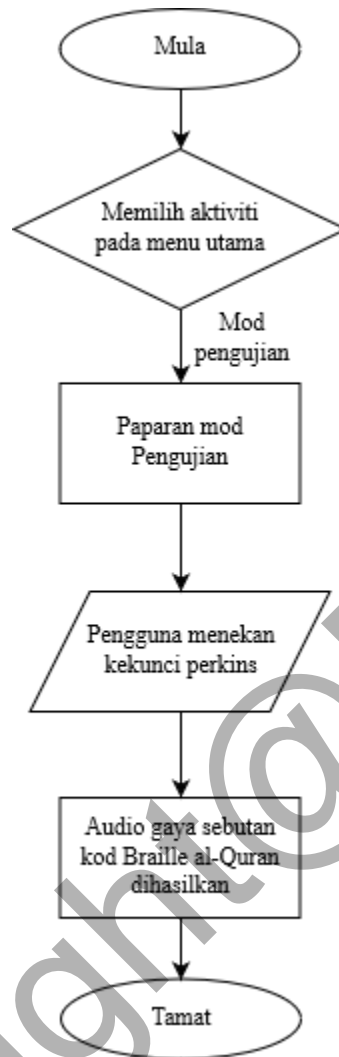 Mula
Memilih aktiviti
pada menu utama
Mod
pengujian
Paparan mod
Pengujian
Pengguna menekan
kekunci perkins
Audio gaya sebutan
kod Braille al-Quran
dihasilkan
Tamat